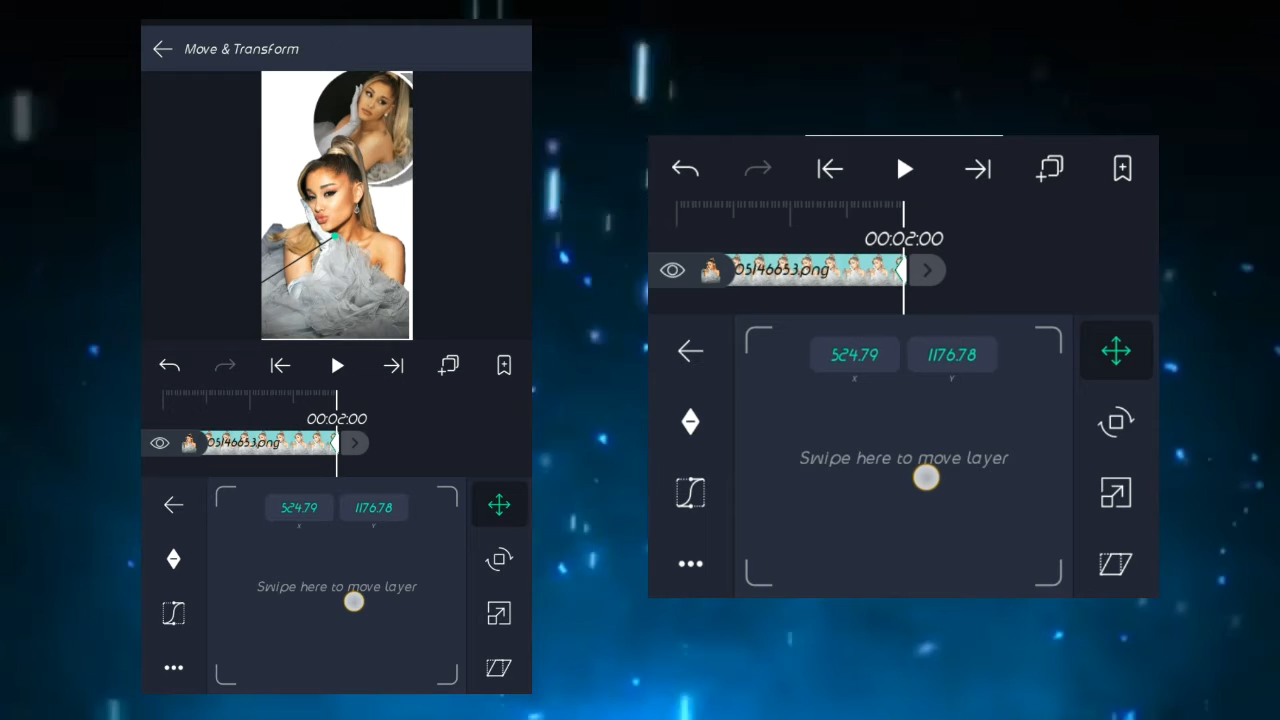 Move & Transform
00:02:00
05146653.png
524.79
1176.78
X
Y
Swipe here to move layer
00:02:00
05146653.png
524.79
1176.78
X
Y
Swipe here to move layer